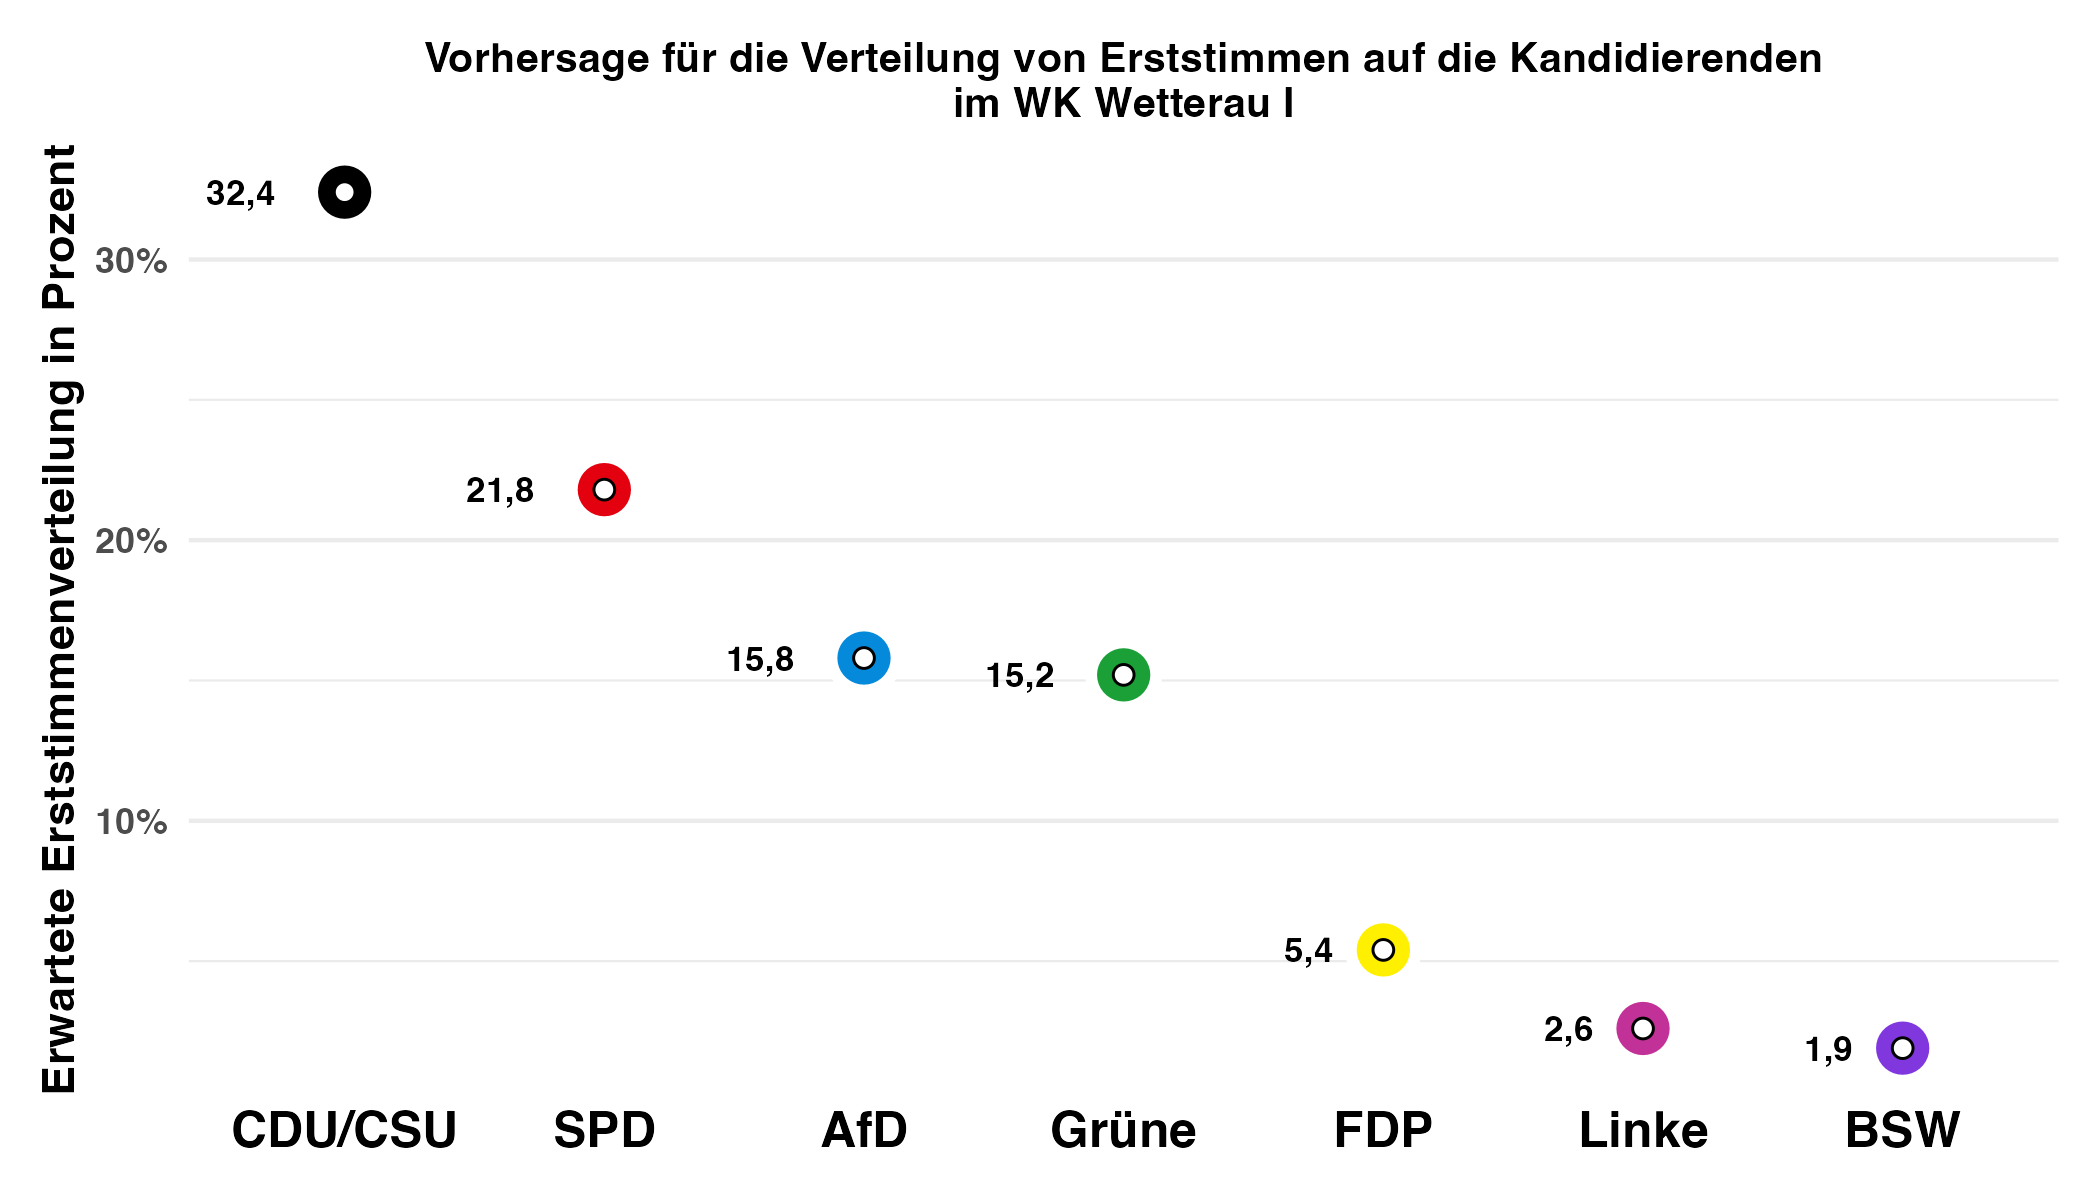 Vorhersage für die Verteilung von Erststimmen auf die Kandidierenden
im WK Wetterau I
Erwartete Erststimmenverteilung in Prozent
30%
20%
10%
32,4
21,8
15,8
15,2
5,4
2,6
1,9
CDU/CSU
SPD
AfD
Grüne
FDP
Linke
BSW